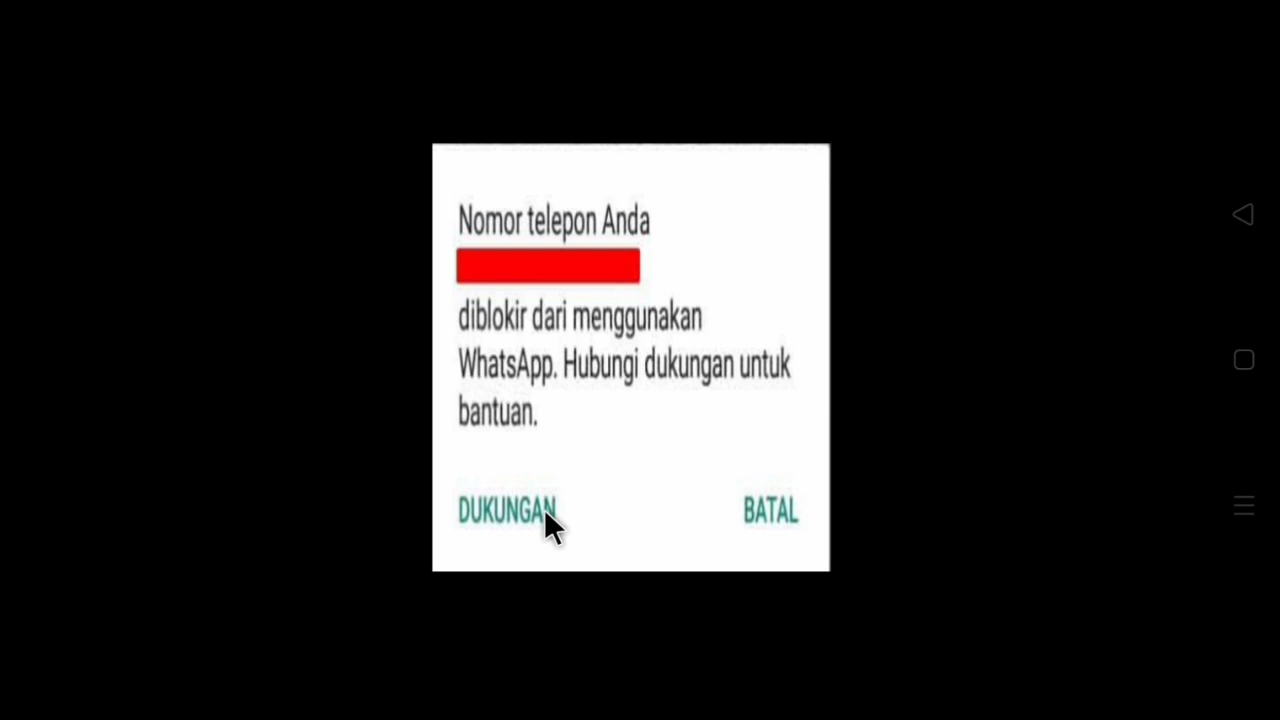 Nomor telepon Anda
diblokir dari menggunakan
WhatsApp. Hubungi dukungan untuk
bantuan.
DUKUNGAN
BATAL